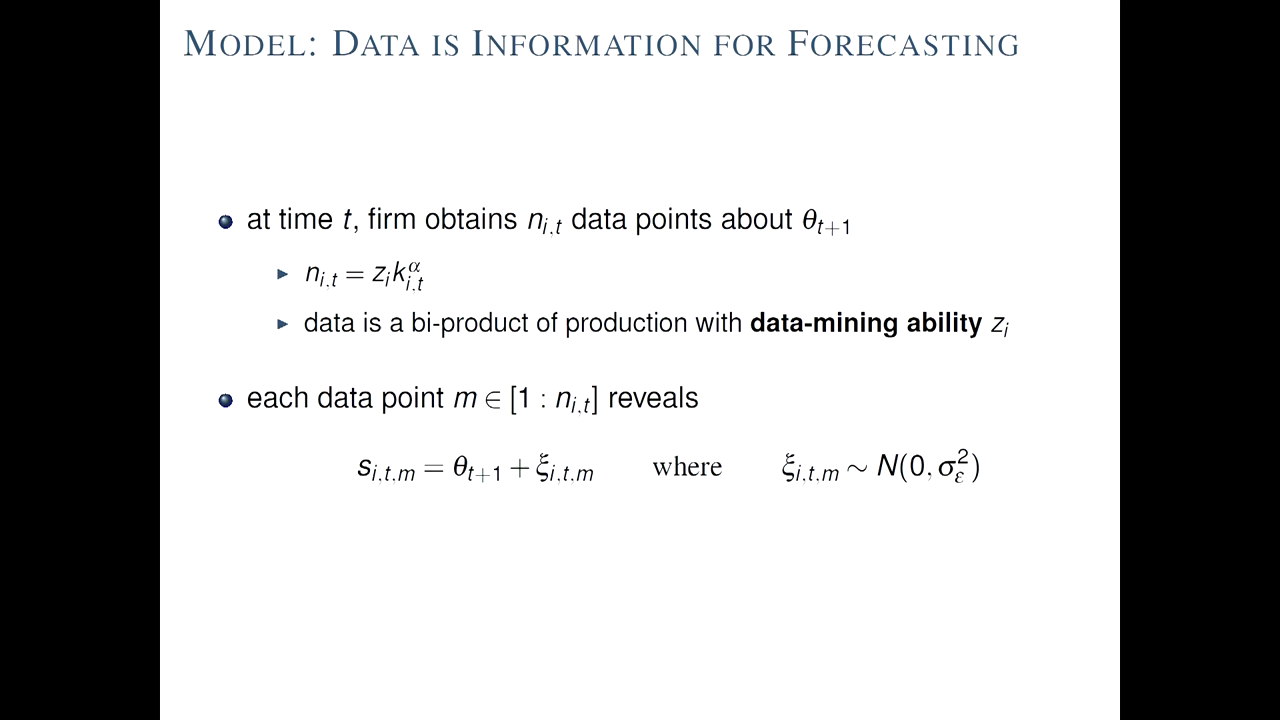 MODEL: DATA IS INFORMATION FOR FORECASTING
at time t, firm obtains n_{i,t} data points about θ_{t+1}
n_{i,t} = z_i k_{i,t}^α
data is a bi-product of production with data-mining ability z_i
each data point m ∈ [1 : n_{i,t}] reveals
s_{i,t,m} = θ_{t+1} + ξ_{i,t,m} where ξ_{i,t,m} ∼ N(0, σ_ε^2)